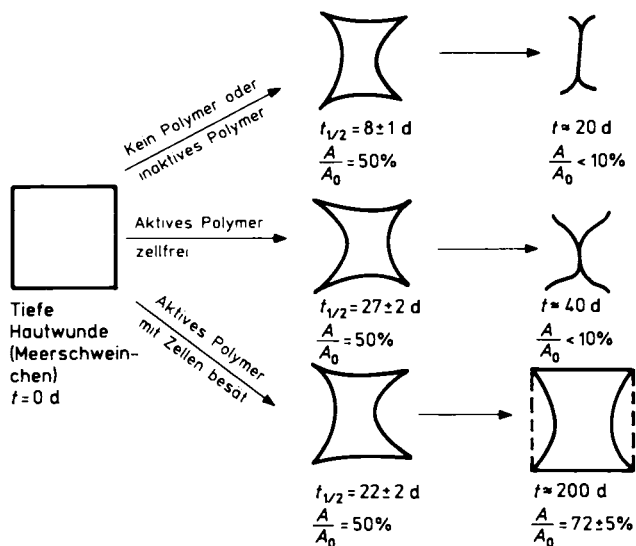 Kein Polymer oder
inaktives Polymer
t1/2 = 8±1 d
A/A0 = 50%
t ≈ 20 d
A/A0 < 10%
Aktives Polymer
zellfrei
t1/2 = 27±2 d
A/A0 = 50%
t ≈ 40 d
A/A0 < 10%
Tiefe
Hautwunde
(Meerschwein-
chen)
t = 0 d
Aktives Polymer
mit Zellen besät
t1/2 = 22±2 d
A/A0 = 50%
t ≈ 200 d
A/A0 = 72±5%